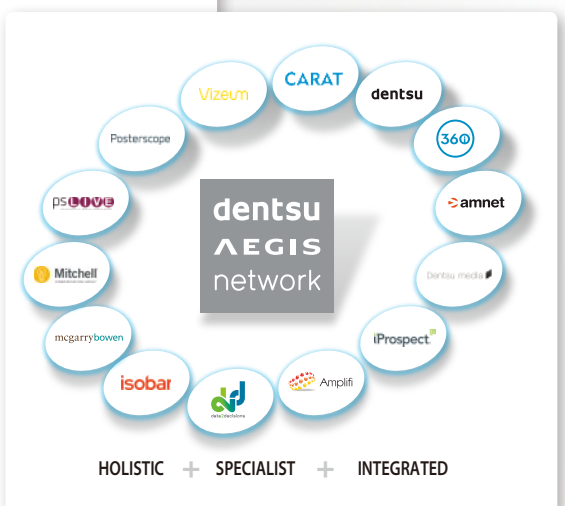 CARAT
dentsu
360
amnet
Dentsu media
iProspect.
Amplifi
data2decisions
isobar
mcgarrybowen
Mitchell
psLIVE
Posterscope
Vizeum
dentsu
AEGIS
network
HOLISTIC + SPECIALIST + INTEGRATED